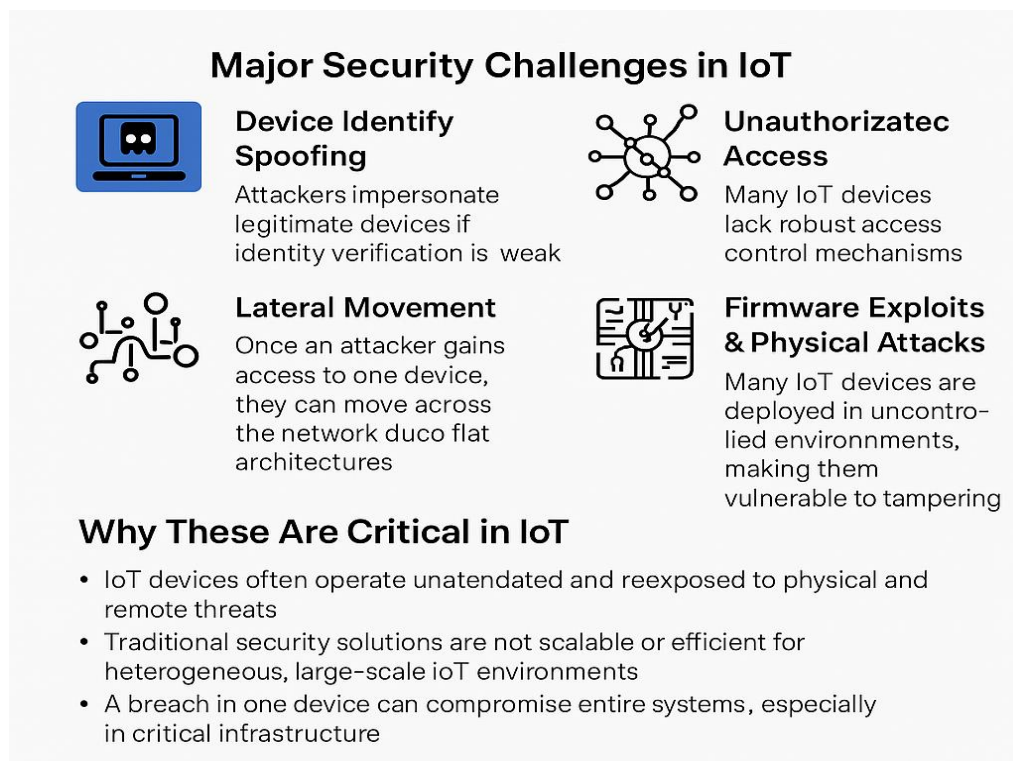 Major Security Challenges in IoT
Device Identify
Spoofing
Attackers impersonate
legitimate devices if
identity verification is weak
Unauthorizatec
Access
Many IoT devices
lack robust access
control mechanisms
Lateral Movement
Once an attacker gains
access to one device,
they can move across
the network duco flat
architectures
Firmware Exploits
& Physical Attacks
Many IoT devices are
deployed in uncontro-
lied environnments,
making them
vulnerable to tampering
Why These Are Critical in IoT
• IoT devices often operate unatendated and reexposed to physical and
remote threats
• Traditional security solutions are not scalable or efficient for
heterogeneous, large-scale ioT environments
• A breach in one device can compromise entire systems, especially
in critical infrastructure